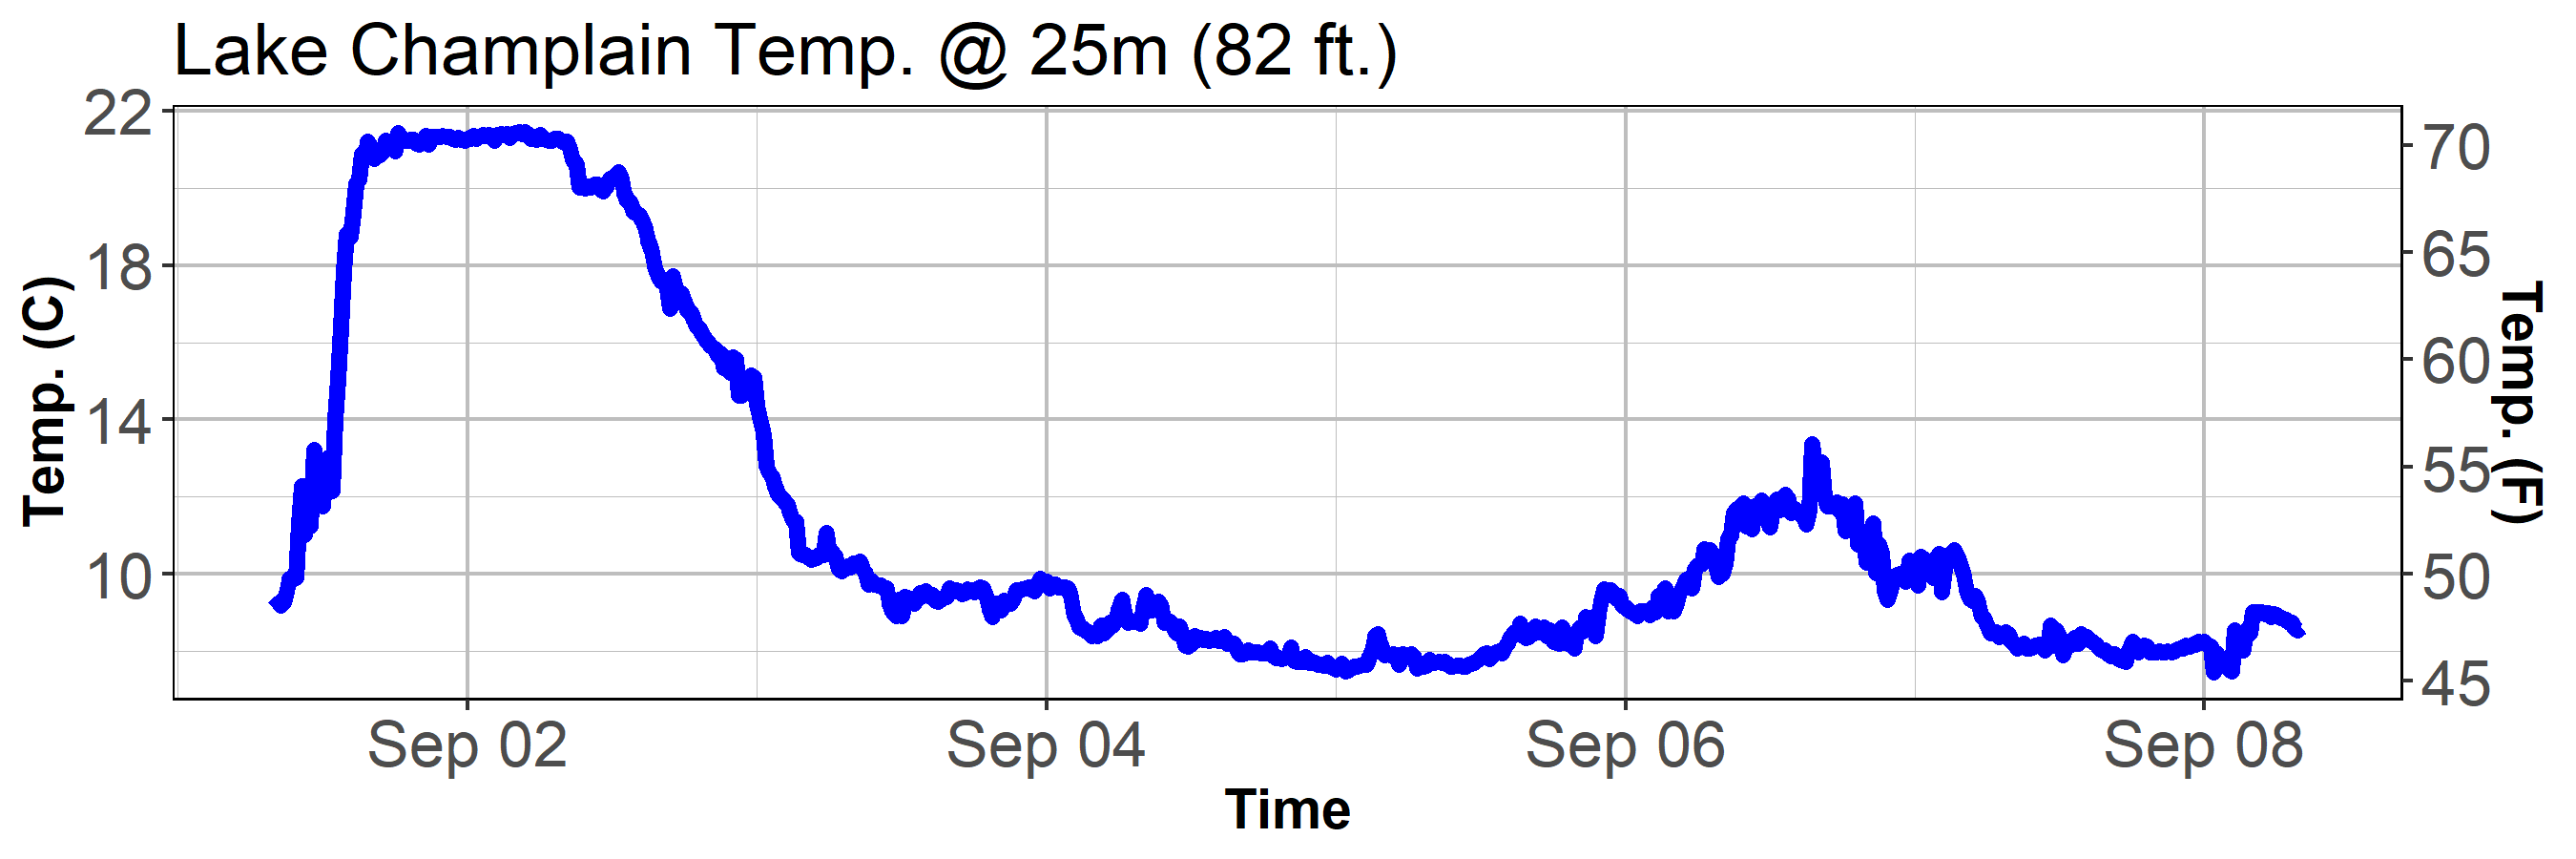 Lake Champlain Temp. @ 25m (82 ft.)
22
18
14
10
Temp. (C)
70
65
60
55
50
45
Temp. (F)
Sep 02 Sep 04 Sep 06 Sep 08
Time